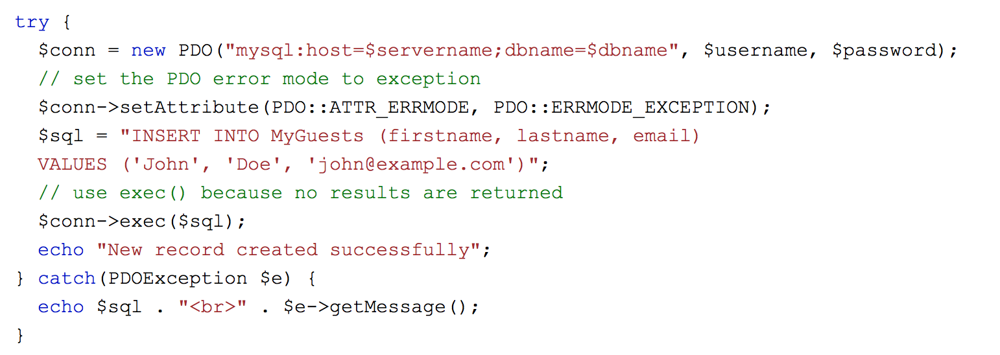 try {
  $conn = new PDO("mysql:host=$servername;dbname=$dbname", $username, $password);
  // set the PDO error mode to exception
  $conn->setAttribute(PDO::ATTR_ERRMODE, PDO::ERRMODE_EXCEPTION);
  $sql = "INSERT INTO MyGuests (firstname, lastname, email)
  VALUES ('John', 'Doe', 'john@example.com')";
  // use exec() because no results are returned
  $conn->exec($sql);
  echo "New record created successfully";
} catch(PDOException $e) {
  echo $sql . "<br>" . $e->getMessage();
}